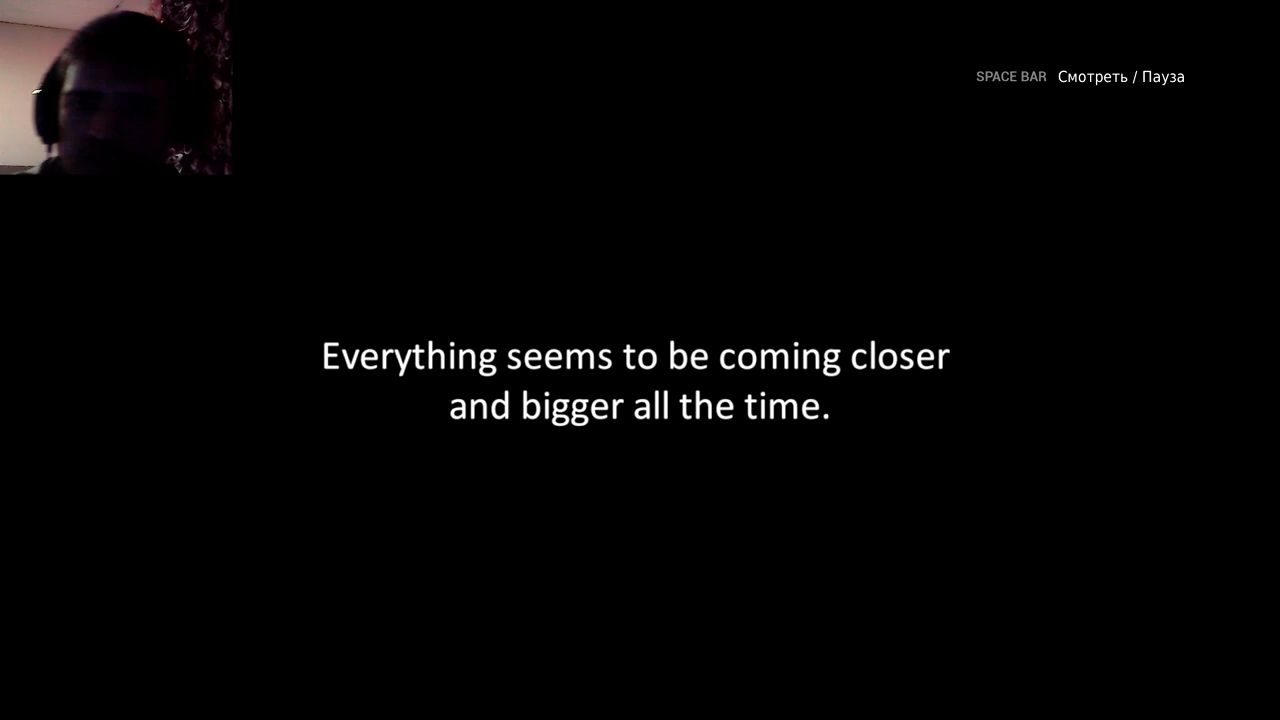 SPACE BAR Смотреть / Пауза
Everything seems to be coming closer
and bigger all the time.